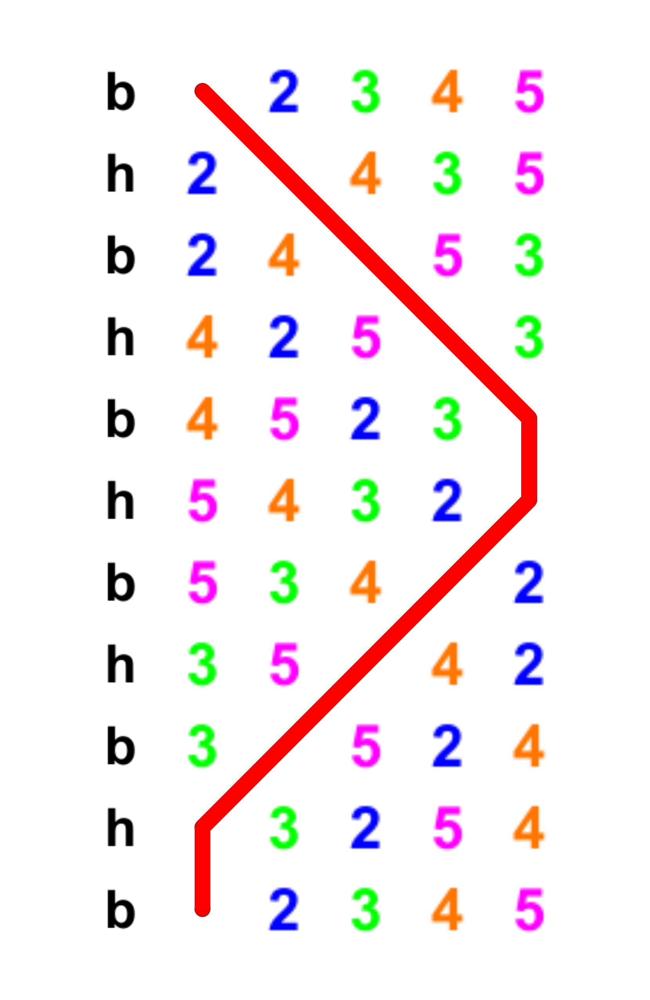 b 2 3 4 5
h 2 4 3 5
b 2 4 5 3
h 4 2 5 3
b 4 5 2 3
h 5 4 3 2
b 5 3 4 2
h 3 5 4 2
b 3 5 2 4
h 3 2 5 4
b 2 3 4 5